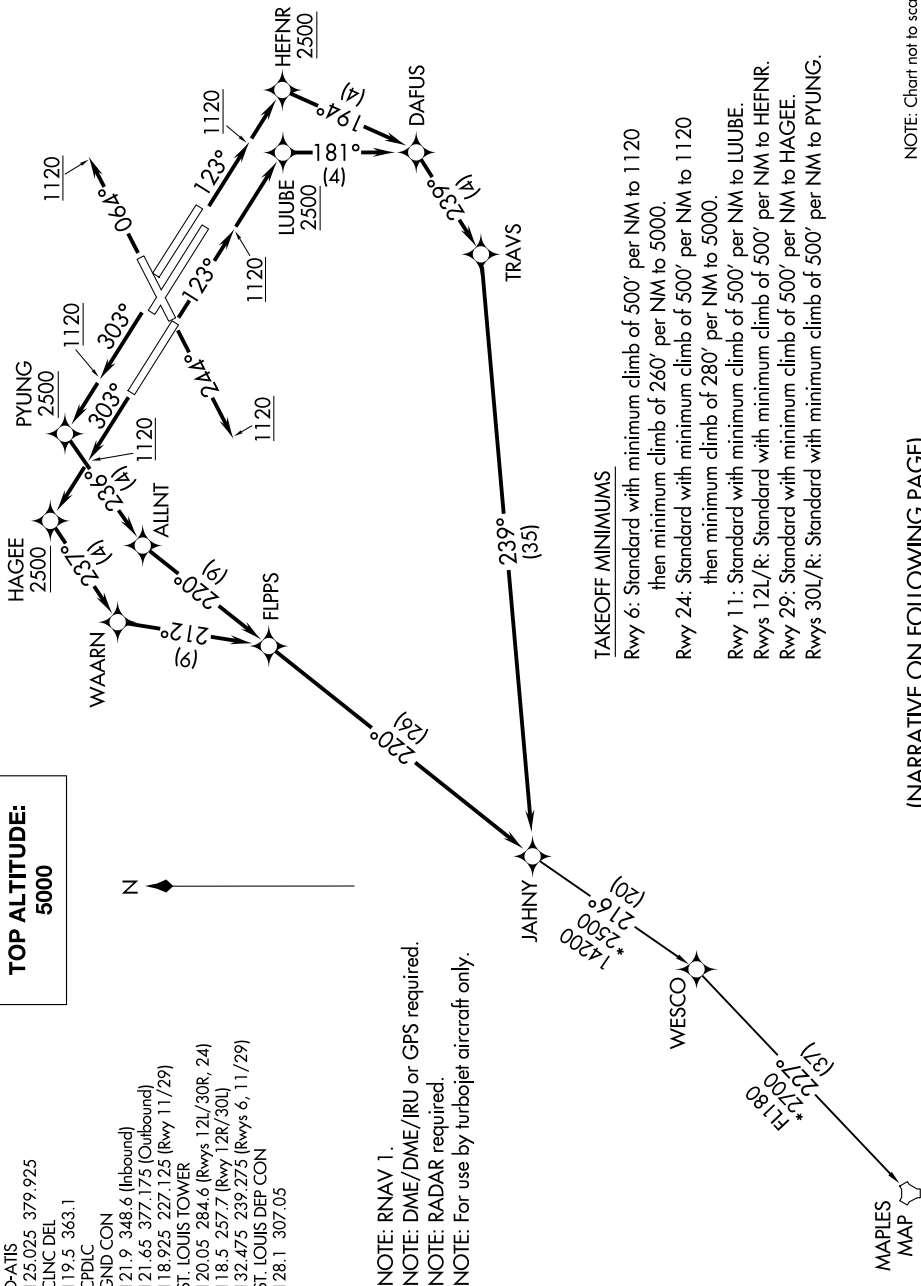 TOP ALTITUDE:
5000
D-ATIS
125.025 379.925
CLNC DEL
119.5 363.1
CPDLC
GND CON
121.9 348.6 (Inbound)
121.65 377.175 (Outbound)
118.925 227.125 (Rwy 11/29)
ST. LOUIS TOWER
120.05 284.6 (Rwys 12L/30R, 24)
118.5 257.7 (Rwy 12R/30L)
132.475 239.275 (Rwys 6, 11/29)
ST. LOUIS DEP CON
128.1 307.05
N
NOTE: RNAV 1.
NOTE: DME/DME/IRU or GPS required.
NOTE: RADAR required.
NOTE: For use by turbojet aircraft only.
HAGEE
2500
PYUNG
2500
1120
303°
1120
303°
1120
064°
1120
244°
123°
1120
123°
1120
HEFNR
2500
LUUBE
2500
194°
(4)
181°
(4)
DAFUS
239°
(4)
TRAVS
239°
(35)
237°
(4)
236°
(4)
WAARN
ALLNT
212°
(9)
220°
(9)
FLPPS
220°
(26)
JAHNY
14200
*2500
216°
(20)
WESCO
FL180
*2700
227°
(37)
MAPLES
MAP
TAKEOFF MINIMUMS
Rwy 6: Standard with minimum climb of 500' per NM to 1120
then minimum climb of 260' per NM to 5000.
Rwy 24: Standard with minimum climb of 500' per NM to 1120
then minimum climb of 280' per NM to 5000.
Rwy 11: Standard with minimum climb of 500' per NM to LUUBE.
Rwys 12L/R: Standard with minimum climb of 500' per NM to HEFNR.
Rwy 29: Standard with minimum climb of 500' per NM to HAGEE.
Rwys 30L/R: Standard with minimum climb of 500' per NM to PYUNG.
(NARRATIVE ON FOLLOWING PAGE)
NOTE: Chart not to sca